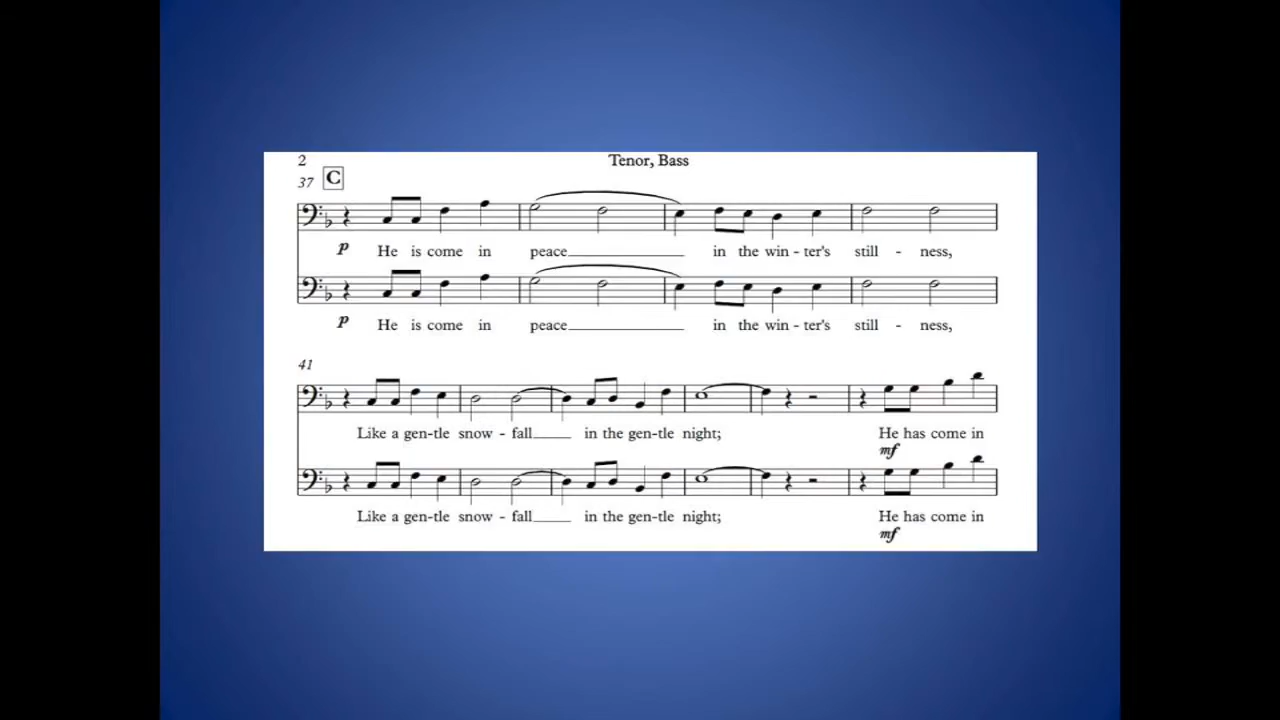 2 Tenor, Bass
37 C
p He is come in peace in the win - ter's still - ness,
p He is come in peace in the win - ter's still - ness,
41
Like a gen-tle snow - fall in the gen-tle night; He has come in
mf
Like a gen-tle snow - fall in the gen-tle night; He has come in
mf